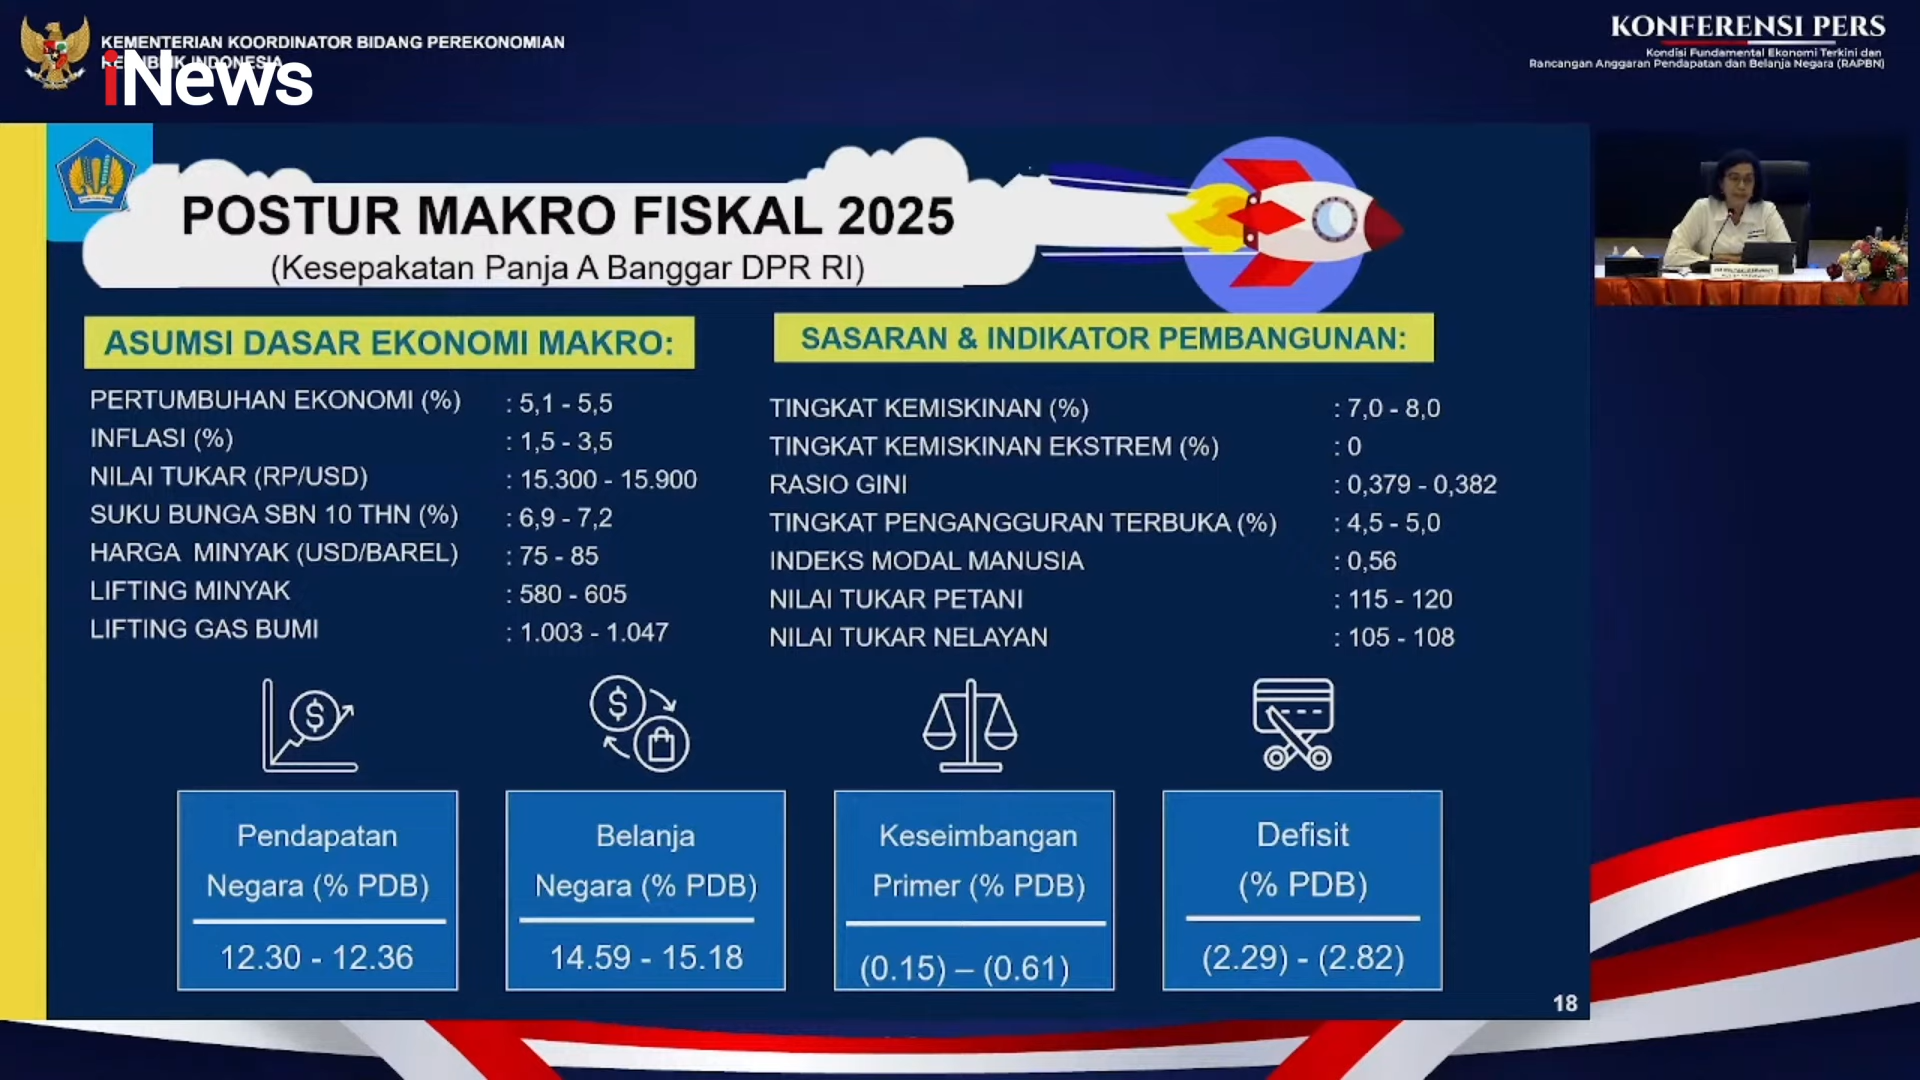 KEMENTERIAN KOORDINATOR BIDANG PEREKONOMIAN
REPUBLIK INDONESIA
iNews
KONFERENSI PERS
Kondisi Fundamental Ekonomi Terkini dan
Rancangan Anggaran Pendapatan dan Belanja Negara (RAPBN)
POSTUR MAKRO FISKAL 2025
(Kesepakatan Panja A Banggar DPR RI)
ASUMSI DASAR EKONOMI MAKRO:
PERTUMBUHAN EKONOMI (%) : 5,1 - 5,5
INFLASI (%) : 1,5 - 3,5
NILAI TUKAR (RP/USD) : 15.300 - 15.900
SUKU BUNGA SBN 10 THN (%) : 6,9 - 7,2
HARGA MINYAK (USD/BAREL) : 75 - 85
LIFTING MINYAK : 580 - 605
LIFTING GAS BUMI : 1.003 - 1.047
SASARAN & INDIKATOR PEMBANGUNAN:
TINGKAT KEMISKINAN (%) : 7,0 - 8,0
TINGKAT KEMISKINAN EKSTREM (%) : 0
RASIO GINI : 0,379 - 0,382
TINGKAT PENGANGGURAN TERBUKA (%) : 4,5 - 5,0
INDEKS MODAL MANUSIA : 0,56
NILAI TUKAR PETANI : 115 - 120
NILAI TUKAR NELAYAN : 105 - 108
Pendapatan
Negara (% PDB)
12.30 - 12.36
Belanja
Negara (% PDB)
14.59 - 15.18
Keseimbangan
Primer (% PDB)
(0.15) – (0.61)
Defisit
(% PDB)
(2.29) - (2.82)
18